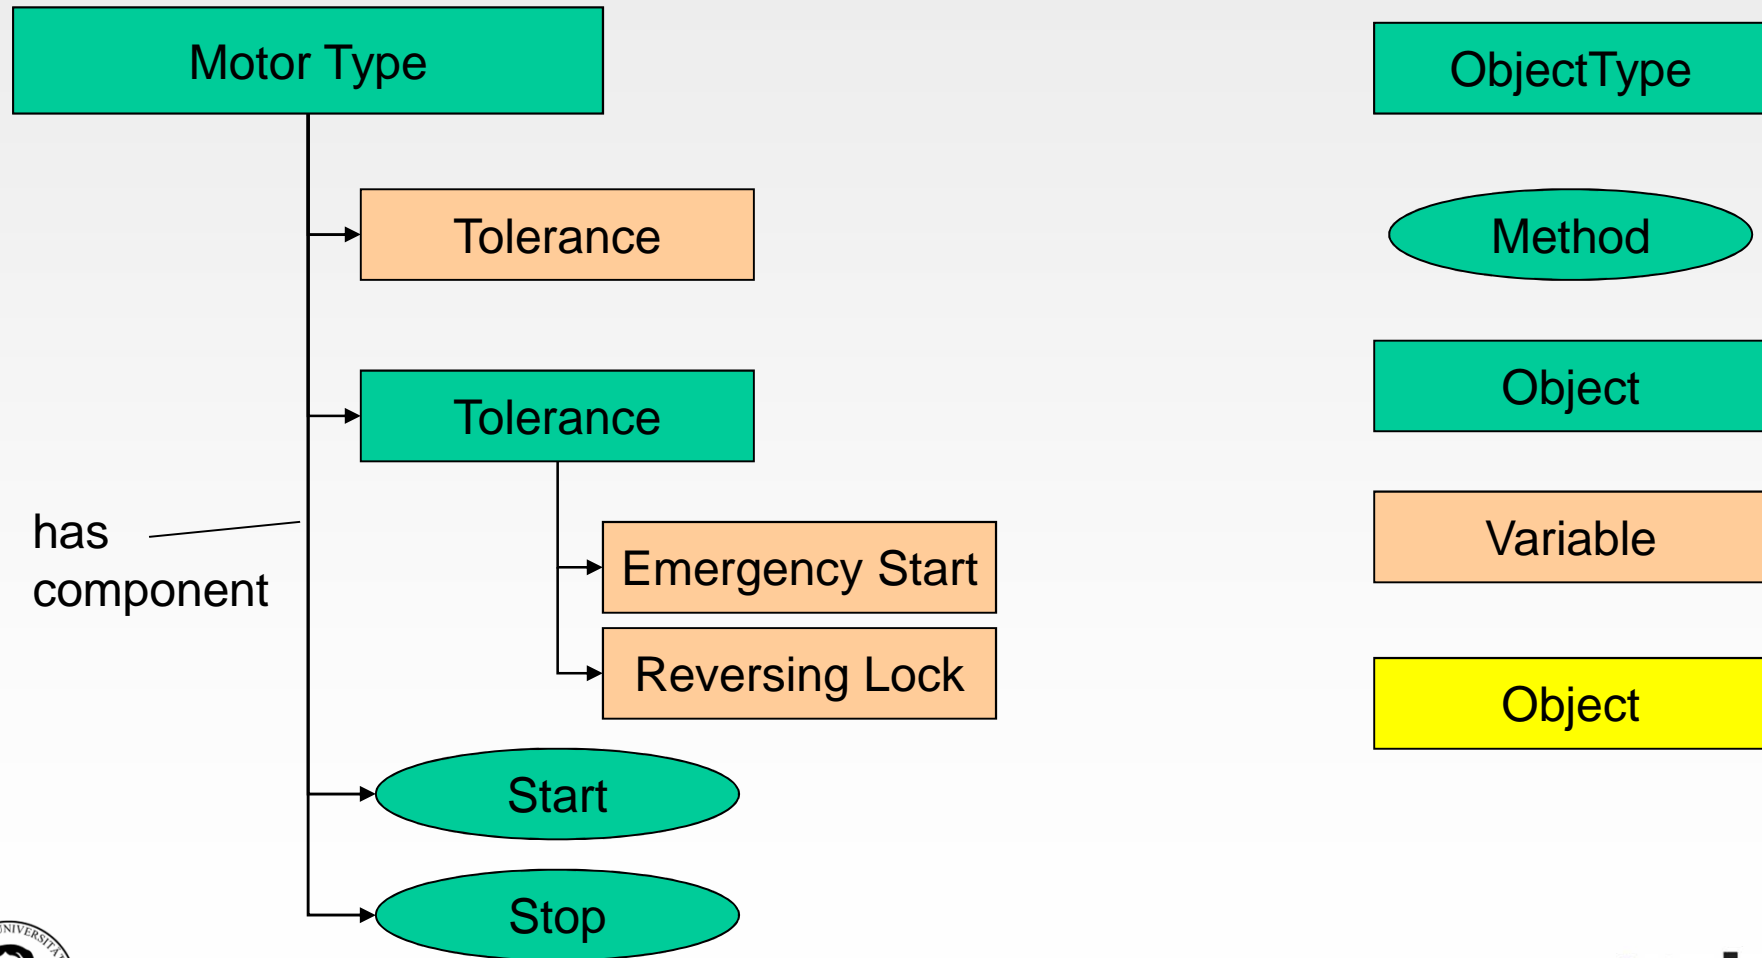 Motor Type
Tolerance
Tolerance
has
component
Emergency Start
Reversing Lock
Start
Stop
ObjectType
Method
Object
Variable
Object